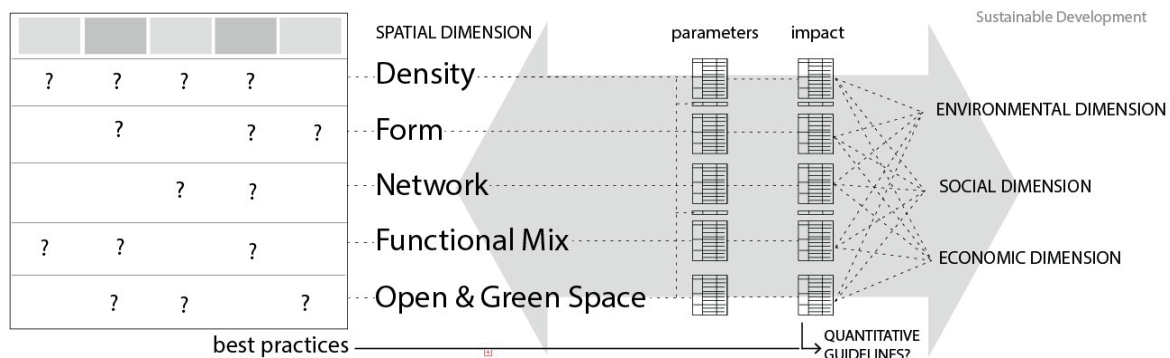 Sustainable Development
SPATIAL DIMENSION
parameters
impact
? ? ? ?
Density
? ? ?
Form
? ?
Network
? ? ?
Functional Mix
? ? ?
Open & Green Space
ENVIRONMENTAL DIMENSION
SOCIAL DIMENSION
ECONOMIC DIMENSION
best practices
QUANTITATIVE
GUIDELINES?